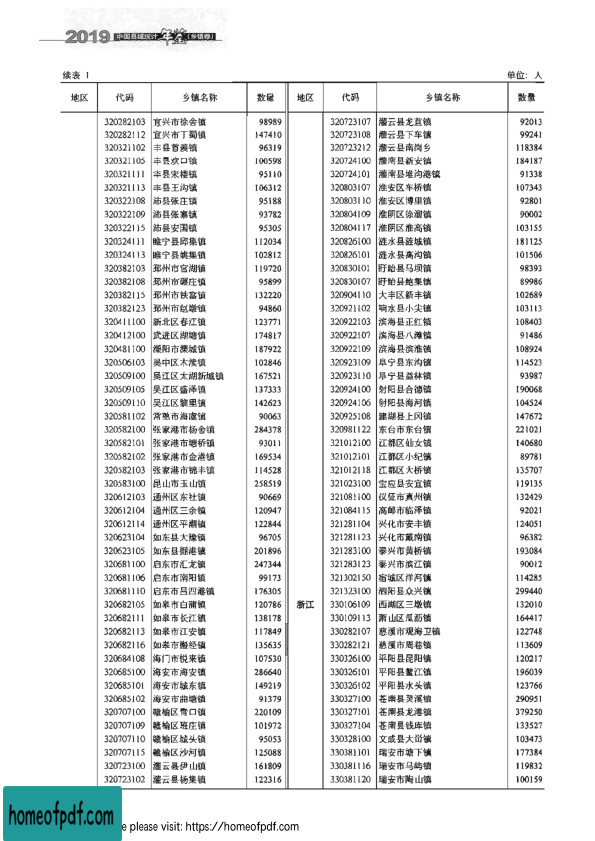 2019 中国县域统计年鉴(乡镇卷)
续表 1 单位：人
地区 代码 乡镇名称 数量 地区 代码 乡镇名称 数量
320282103 宜兴市徐舍镇 98989 320723107 灌云县龙苴镇 92013
320282112 宜兴市丁蜀镇 147410 320723108 灌云县下车镇 99241
320321102 丰县首羡镇 96319 320723212 灌云县南岗乡 118384
320321105 丰县欢口镇 100598 320724100 灌南县新安镇 184187
320321111 丰县宋楼镇 95110 320724101 灌南县堆沟港镇 91338
320321113 丰县王沟镇 106312 320803107 淮安区车桥镇 107343
320322108 沛县张庄镇 95188 320803110 淮安区博里镇 92801
320322109 沛县张寨镇 93782 320804109 淮阴区徐溜镇 90002
320322115 沛县安国镇 95305 320804117 淮阴区淮高镇 103155
320324111 睢宁县邱集镇 112034 320826100 涟水县涟城镇 181125
320324113 睢宁县姚集镇 102812 320826101 涟水县高沟镇 101506
320382103 邳州市官湖镇 119720 320830101 盱眙县马坝镇 98393
320382108 邳州市碾庄镇 95899 320830107 盱眙县鲍集镇 89986
320382115 邳州市铁富镇 132220 320904110 大丰区新丰镇 102689
320382123 邳州市赵墩镇 94860 320921102 响水县小尖镇 103113
320411100 新北区春江镇 123771 320922103 滨海县正红镇 108403
320412100 武进区湖塘镇 174817 320922107 滨海县八滩镇 91486
320481100 溧阳市溧城镇 187922 320922109 滨海县滨淮镇 108924
320506103 吴中区木渎镇 102846 320923109 阜宁县东沟镇 114523
320509100 吴江区太湖新城镇 167521 320923110 阜宁县益林镇 93987
320509105 吴江区盛泽镇 137333 320924100 射阳县合德镇 190068
320509110 吴江区黎里镇 142623 320924106 射阳县海河镇 104524
320581102 常熟市海虞镇 90063 320925108 建湖县上冈镇 147672
320582100 张家港市杨舍镇 284378 320981122 东台市东台镇 221021
320582101 张家港市塘桥镇 93011 321012100 江都区仙女镇 140680
320582102 张家港市金港镇 169534 321012101 江都区小纪镇 89781
320582103 张家港市锦丰镇 114528 321012118 江都区大桥镇 135707
320583100 昆山市玉山镇 258519 321023100 宝应县安宜镇 119135
320612103 通州区东社镇 90669 321081100 仪征市真州镇 132429
320612104 通州区三余镇 120947 321084115 高邮市临泽镇 92021
320612114 通州区平潮镇 122844 321281104 兴化市安丰镇 124051
320623104 如东县大豫镇 96705 321281123 兴化市戴南镇 96382
320623105 如东县掘港镇 201896 321283100 泰兴市黄桥镇 193084
320681100 启东市汇龙镇 247344 321283123 泰兴市滨江镇 90012
320681106 启东市南阳镇 99173 321302150 宿城区洋河镇 114285
320681110 启东市吕四港镇 176305 321323100 泗阳县众兴镇 299440
320682105 如皋市白蒲镇 120786 浙江 330106109 西湖区三墩镇 132010
320682111 如皋市长江镇 138178 330109113 萧山区瓜沥镇 164417
320682113 如皋市江安镇 117849 330282107 慈溪市观海卫镇 122748
320682116 如皋市搬经镇 135635 330282121 慈溪市周巷镇 113609
320684108 海门市悦来镇 107530 330326100 平阳县昆阳镇 120217
320685100 海安市海安镇 286640 330326101 平阳县鳌江镇 196039
320685101 海安市城东镇 149219 330326102 平阳县水头镇 123766
320685102 海安市曲塘镇 91379 330327100 苍南县灵溪镇 290951
320707100 赣榆区青口镇 220109 330327101 苍南县龙港镇 379250
320707109 赣榆区班庄镇 101972 330327104 苍南县钱库镇 133527
320707110 赣榆区城头镇 95053 330328100 文成县大峃镇 103473
320707115 赣榆区沙河镇 125088 330381101 瑞安市塘下镇 177384
320723100 灌云县伊山镇 161809 330381116 瑞安市马屿镇 119832
320723102 灌云县杨集镇 122316 330381120 瑞安市陶山镇 100159
homeofpdf.com
e please visit: https://homeofpdf.com